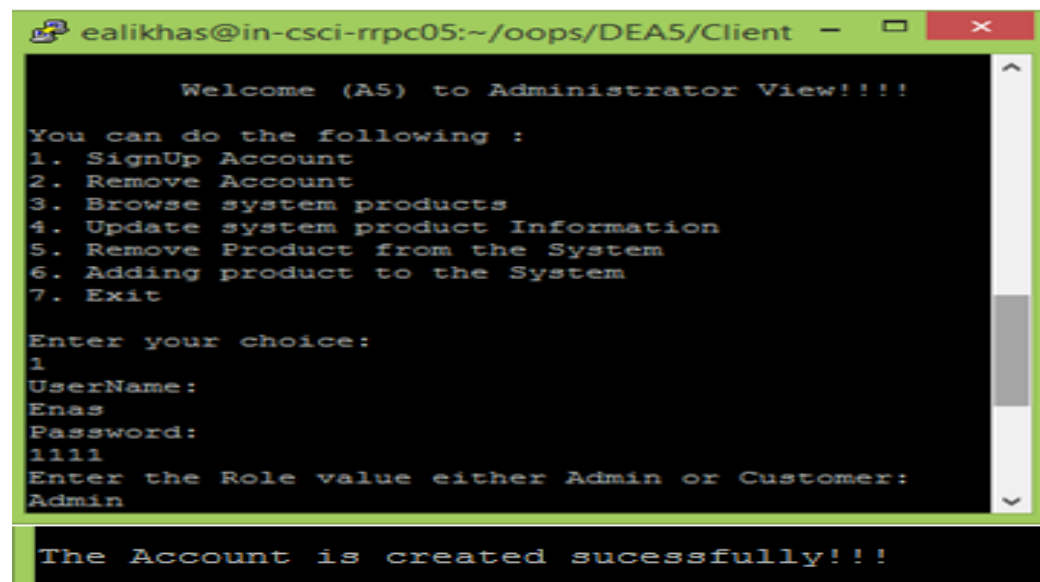 ealikhas@in-csci-rrpc05:~/oops/DEA5/Client
Welcome (A5) to Administrator View!!!!
You can do the following :
1. SignUp Account
2. Remove Account
3. Browse system products
4. Update system product Information
5. Remove Product from the System
6. Adding product to the System
7. Exit
Enter your choice:
1
UserName:
Enas
Password:
1111
Enter the Role value either Admin or Customer:
Admin
The Account is created sucessfully!!!